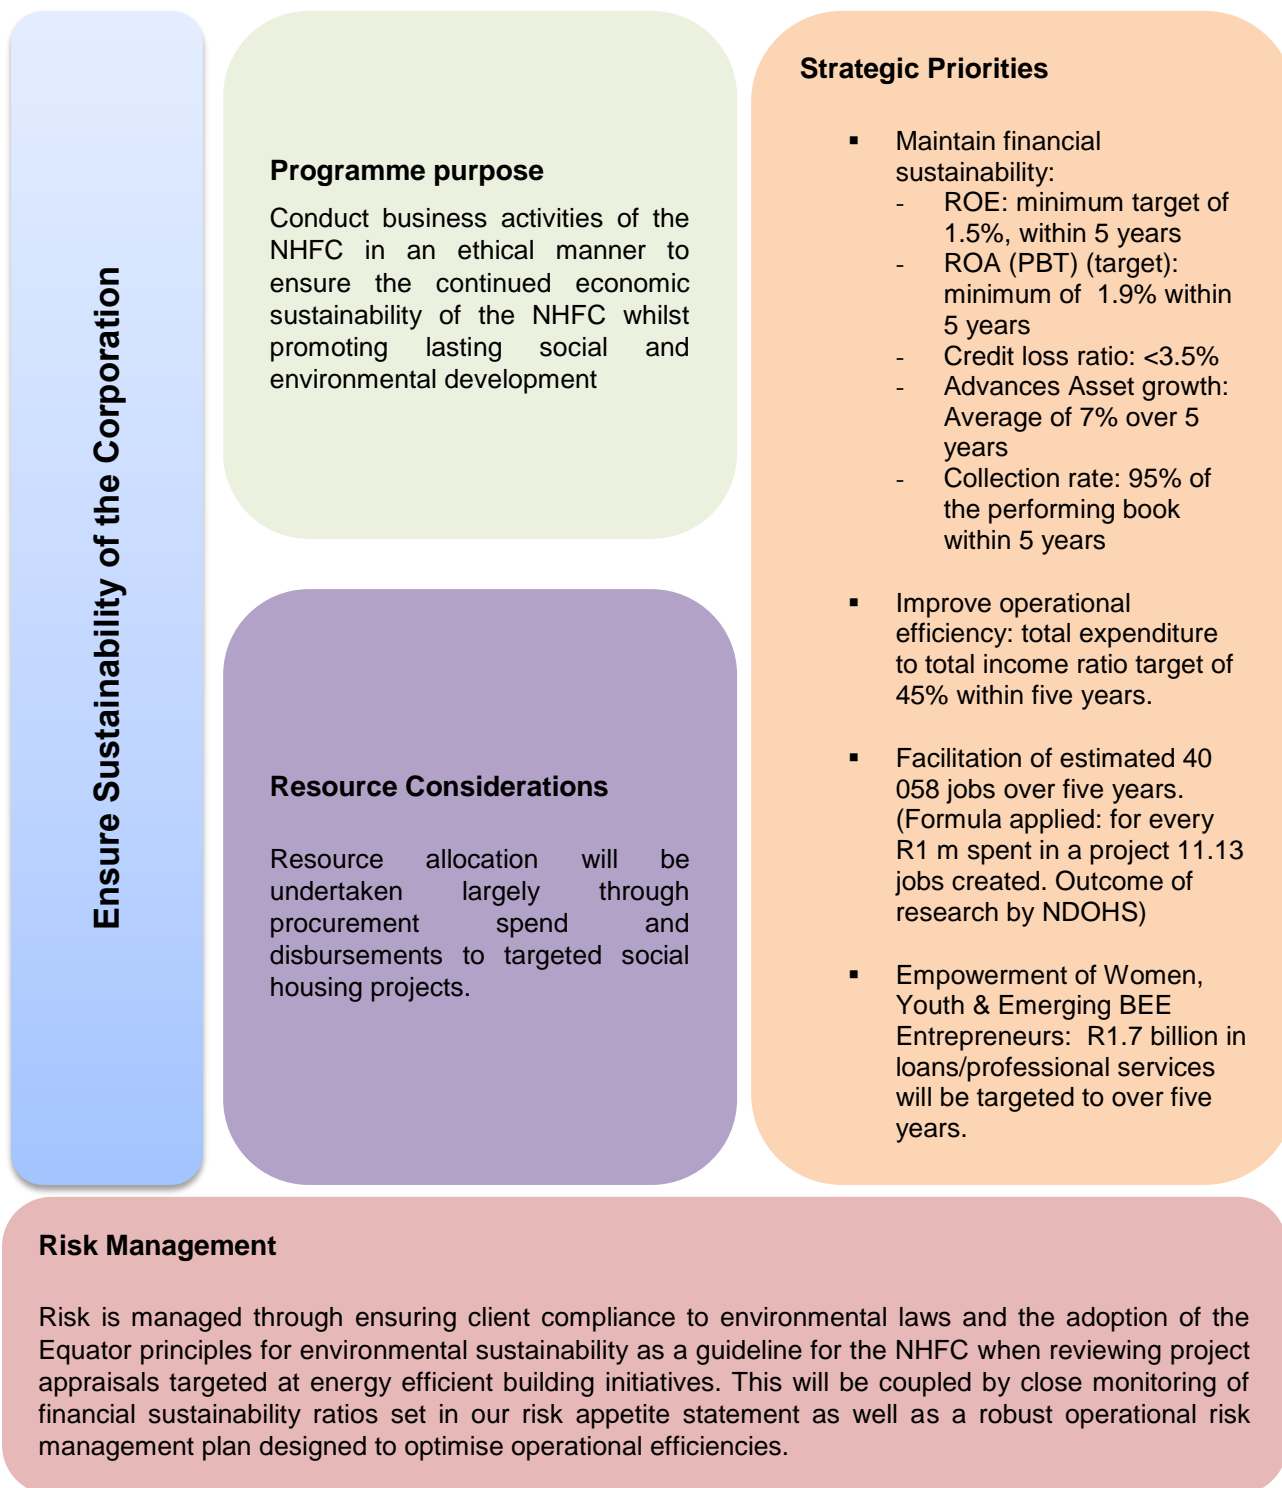 Ensure Sustainability of the Corporation
Programme purpose
Conduct business activities of the
NHFC in an ethical manner to
ensure the continued economic
sustainability of the NHFC whilst
promoting lasting social and
environmental development
Resource Considerations
Resource allocation will be
undertaken largely through
procurement spend and
disbursements to targeted social
housing projects.
Strategic Priorities
▪ Maintain financial
sustainability:
- ROE: minimum target of
1.5%, within 5 years
- ROA (PBT) (target):
minimum of 1.9% within
5 years
- Credit loss ratio: <3.5%
- Advances Asset growth:
Average of 7% over 5
years
- Collection rate: 95% of
the performing book
within 5 years
▪ Improve operational
efficiency: total expenditure
to total income ratio target of
45% within five years.
▪ Facilitation of estimated 40
058 jobs over five years.
(Formula applied: for every
R1 m spent in a project 11.13
jobs created. Outcome of
research by NDOHS)
▪ Empowerment of Women,
Youth & Emerging BEE
Entrepreneurs: R1.7 billion in
loans/professional services
will be targeted to over five
years.
Risk Management
Risk is managed through ensuring client compliance to environmental laws and the adoption of the
Equator principles for environmental sustainability as a guideline for the NHFC when reviewing project
appraisals targeted at energy efficient building initiatives. This will be coupled by close monitoring of
financial sustainability ratios set in our risk appetite statement as well as a robust operational risk
management plan designed to optimise operational efficiencies.